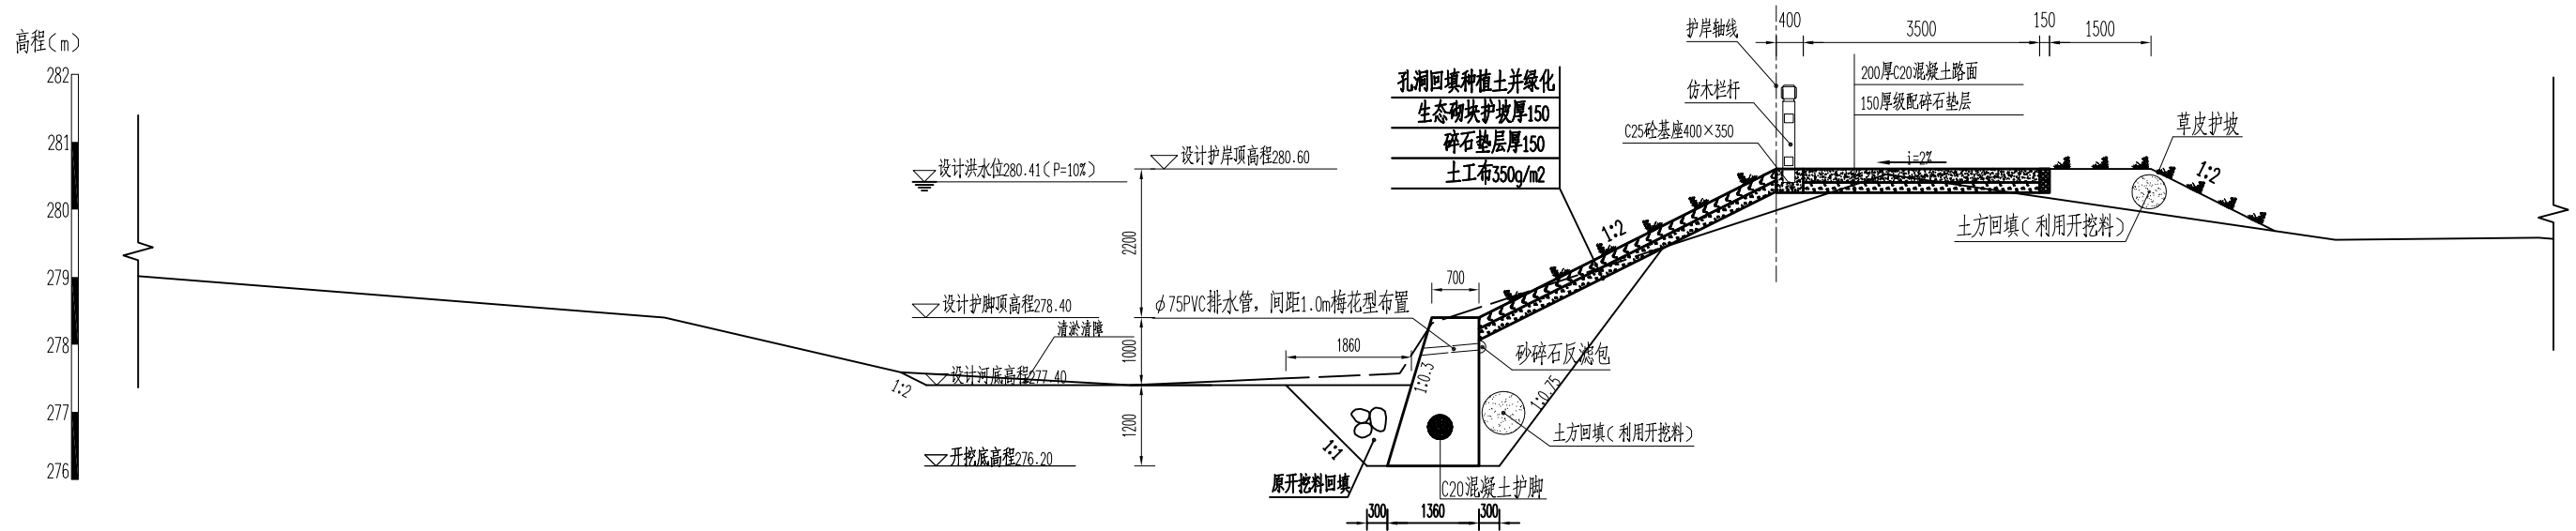 高程(m)
282
281
280
279
278
277
276
设计洪水位280.41(P=10%)
设计护岸顶高程280.60
设计护脚顶高程278.40
清淤清障
设计河底高程277.40
1:2
开挖底高程276.20
2200
1000
1200
孔洞回填种植土并绿化
生态砌块护坡厚150
碎石垫层厚150
土工布350g/m2
700
ϕ75PVC排水管，间距1.0m梅花型布置
1860
1:0.3
1:1
原开挖料回填
C20混凝土护脚
300
1360
300
砂碎石反滤包
1:0.75
土方回填(利用开挖料)
1:2
护岸轴线
仿木栏杆
C25砼基座400×350
400
3500
150
1500
200厚C20混凝土路面
150厚级配碎石垫层
i=2%
草皮护坡
1:2
土方回填(利用开挖料)